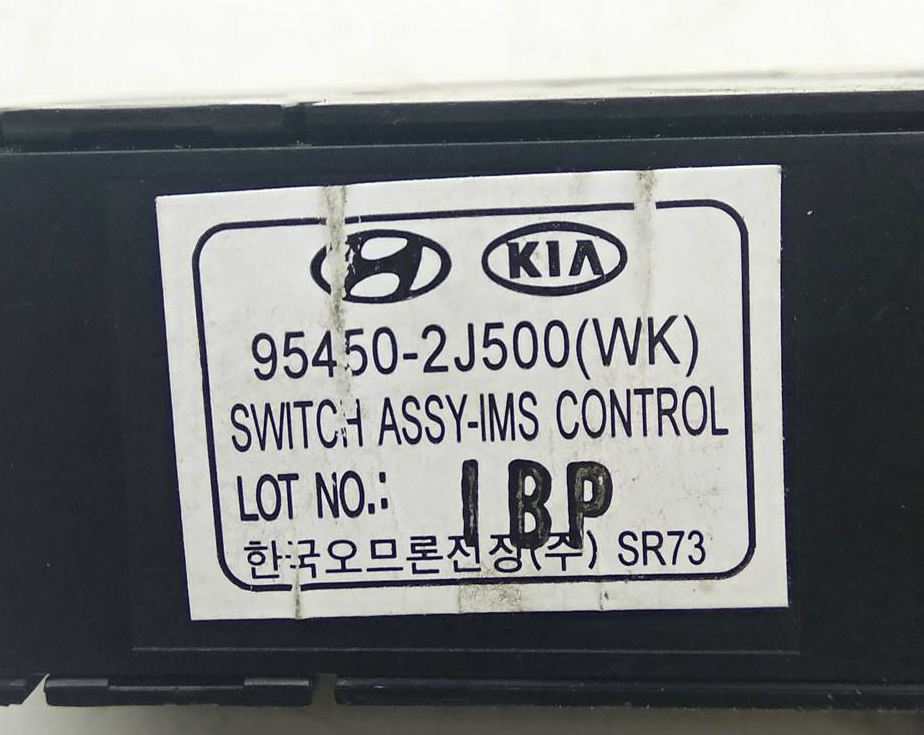 KIA
95450-2J500(WK)
SWITCH ASSY-IMS CONTROL
LOT NO.: 1BP
한국오므론전장(주) SR73